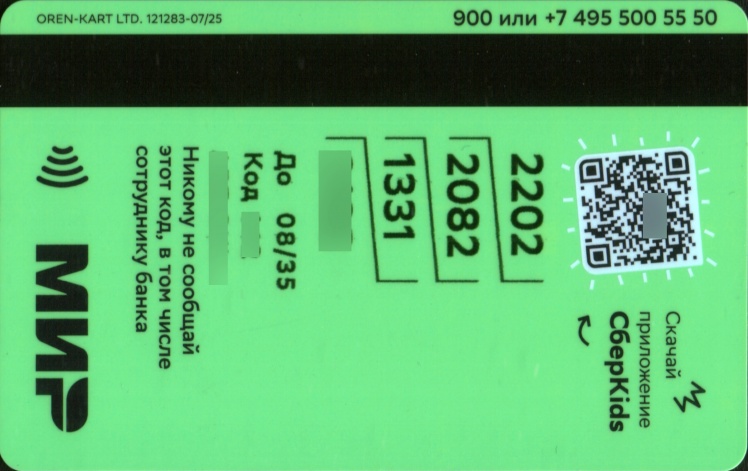 OREN-KART LTD. 121283-07/25
900 или +7 495 500 55 50
Скачай
приложение
СберKids
2202
2082
1331
До 08/35
Код
Никому не сообщай
этот код, в том числе
сотруднику банка
МИР